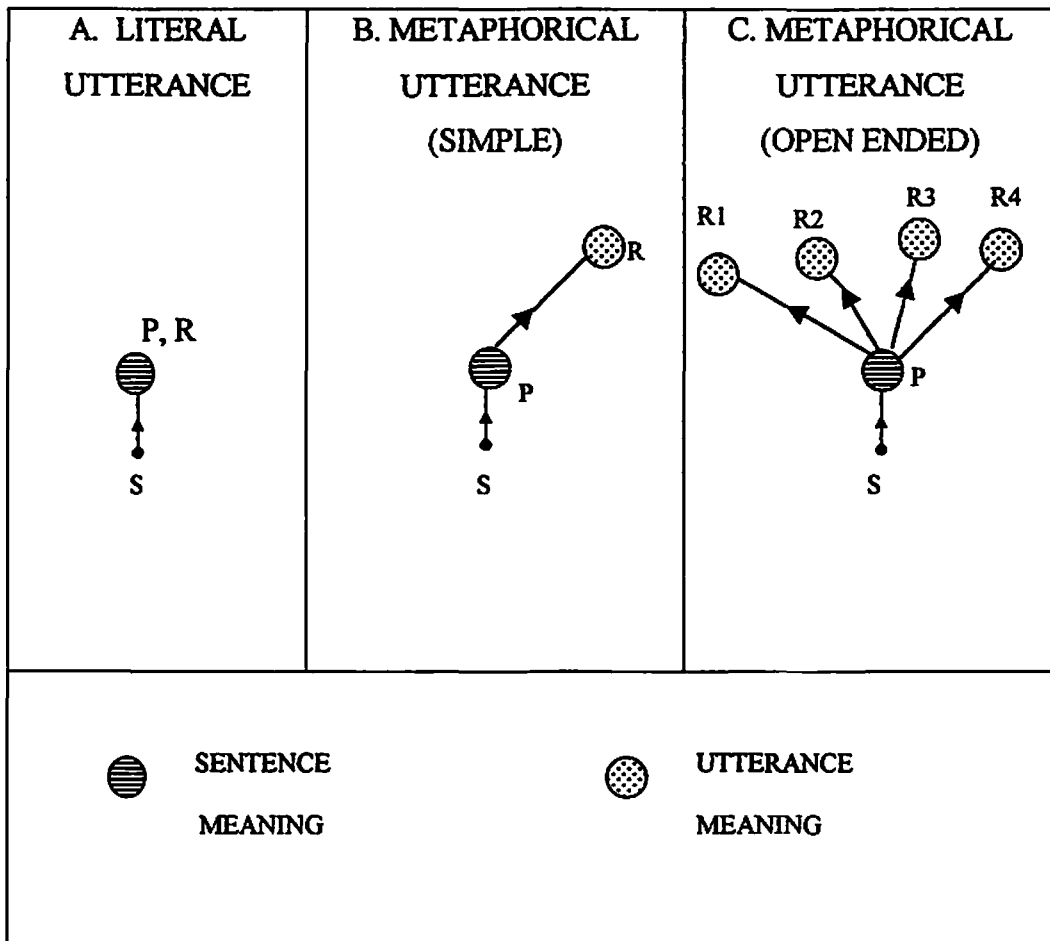 A. LITERAL
UTTERANCE
B. METAPHORICAL
UTTERANCE
(SIMPLE)
C. METAPHORICAL
UTTERANCE
(OPEN ENDED)
P, R
S
R
P
S
R1
R2
R3
R4
P
S
SENTENCE
MEANING
UTTERANCE
MEANING